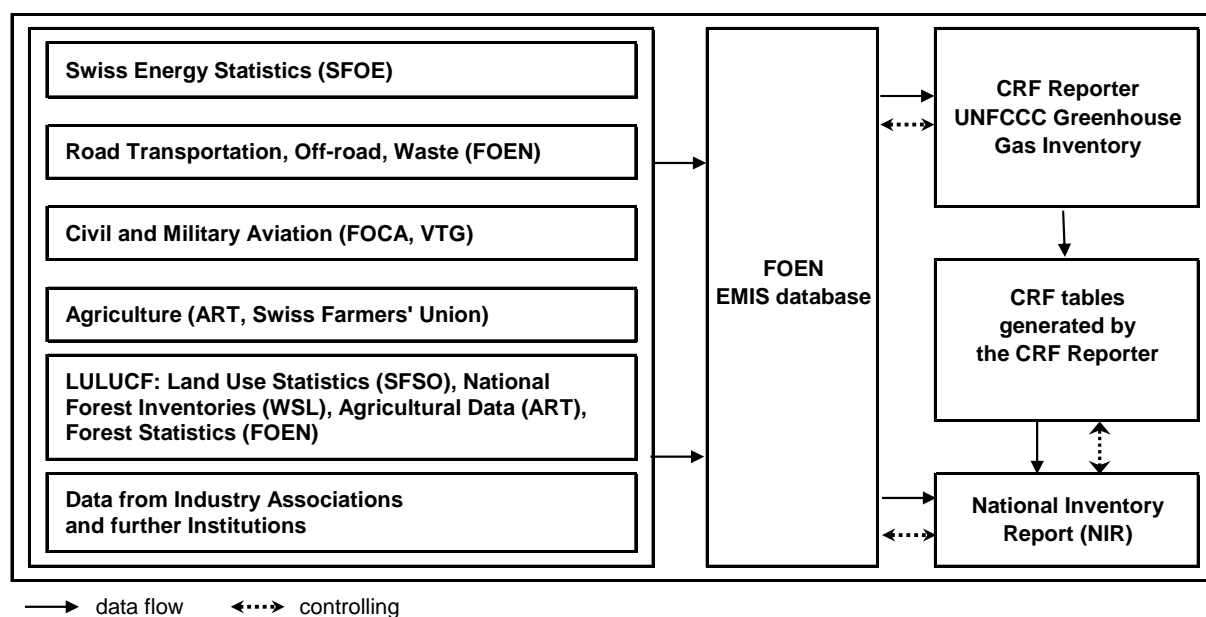 Swiss Energy Statistics (SFOE)
Road Transportation, Off-road, Waste (FOEN)
Civil and Military Aviation (FOCA, VTG)
Agriculture (ART, Swiss Farmers' Union)
LULUCF: Land Use Statistics (SFSO), National
Forest Inventories (WSL), Agricultural Data (ART),
Forest Statistics (FOEN)
Data from Industry Associations
and further Institutions
FOEN
EMIS database
CRF Reporter
UNFCCC Greenhouse
Gas Inventory
CRF tables
generated by
the CRF Reporter
National Inventory
Report (NIR)
data flow
controlling